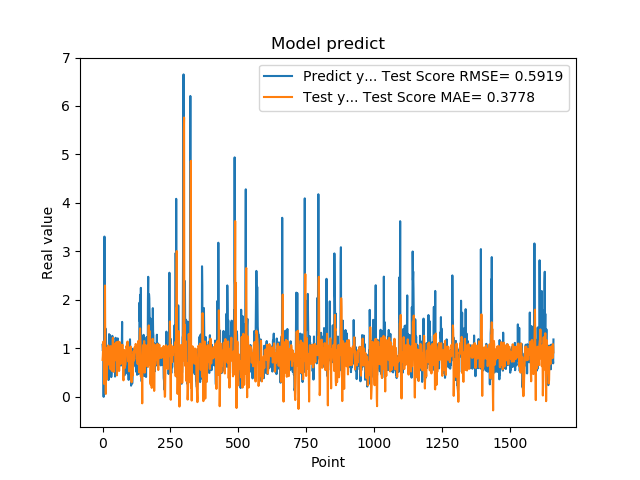 Model predict
Predict y... Test Score RMSE= 0.5919
Test y... Test Score MAE= 0.3778
Real value
7
6
5
4
3
2
1
0
0 250 500 750 1000 1250 1500
Point